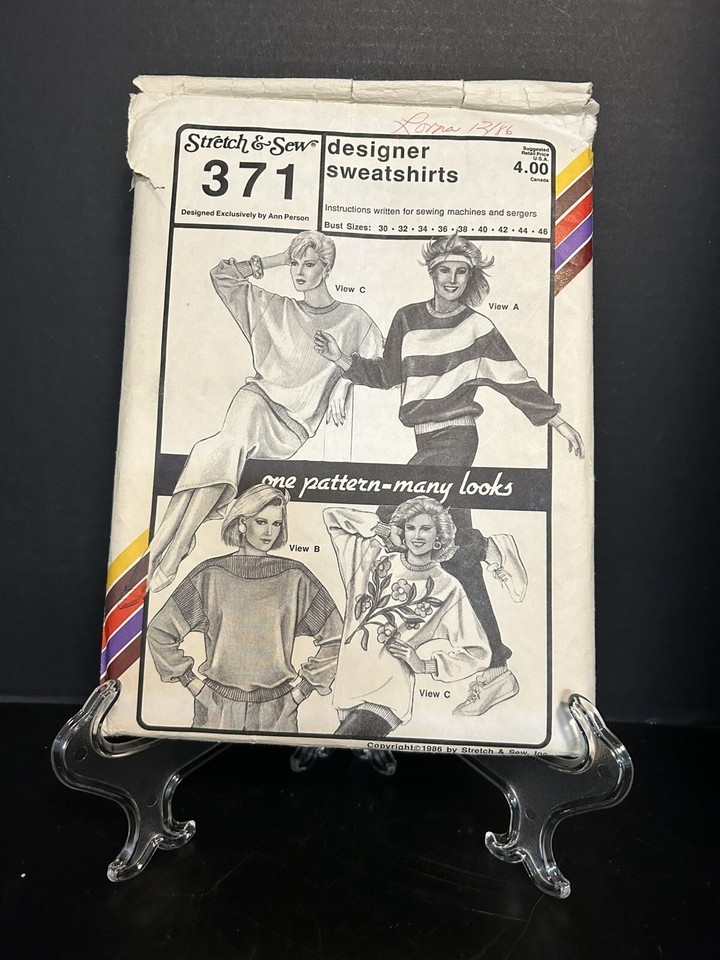 Lorna 12/86
Stretch & Sew®
371
Designed Exclusively by Ann Person
designer
sweatshirts
Suggested
Retail Price
U.S.A.
4.00
Canada
Instructions written for sewing machines and sergers
Bust Sizes: 30 • 32 • 34 • 36 • 38 • 40 • 42 • 44 • 46
View C
View A
one pattern=many looks
View B
View C
Copyright©1986 by Stretch & Sew, Inc.